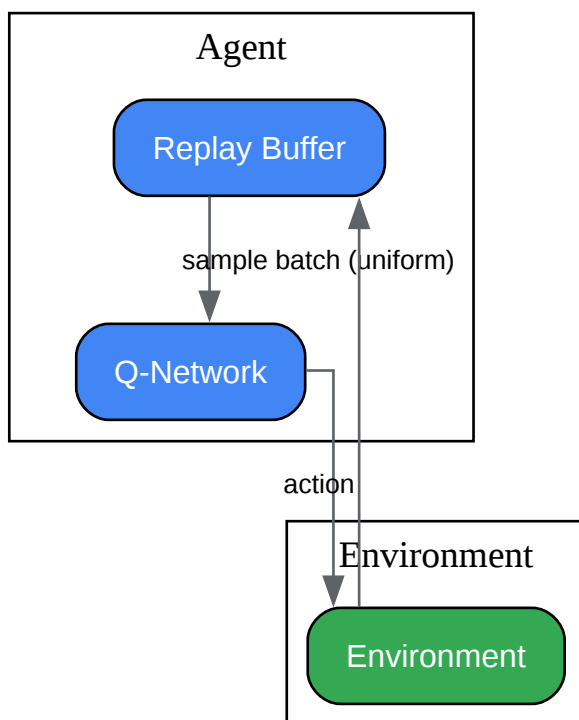 Agent
Replay Buffer
sample batch (uniform)
Q-Network
action
Environment
Environment